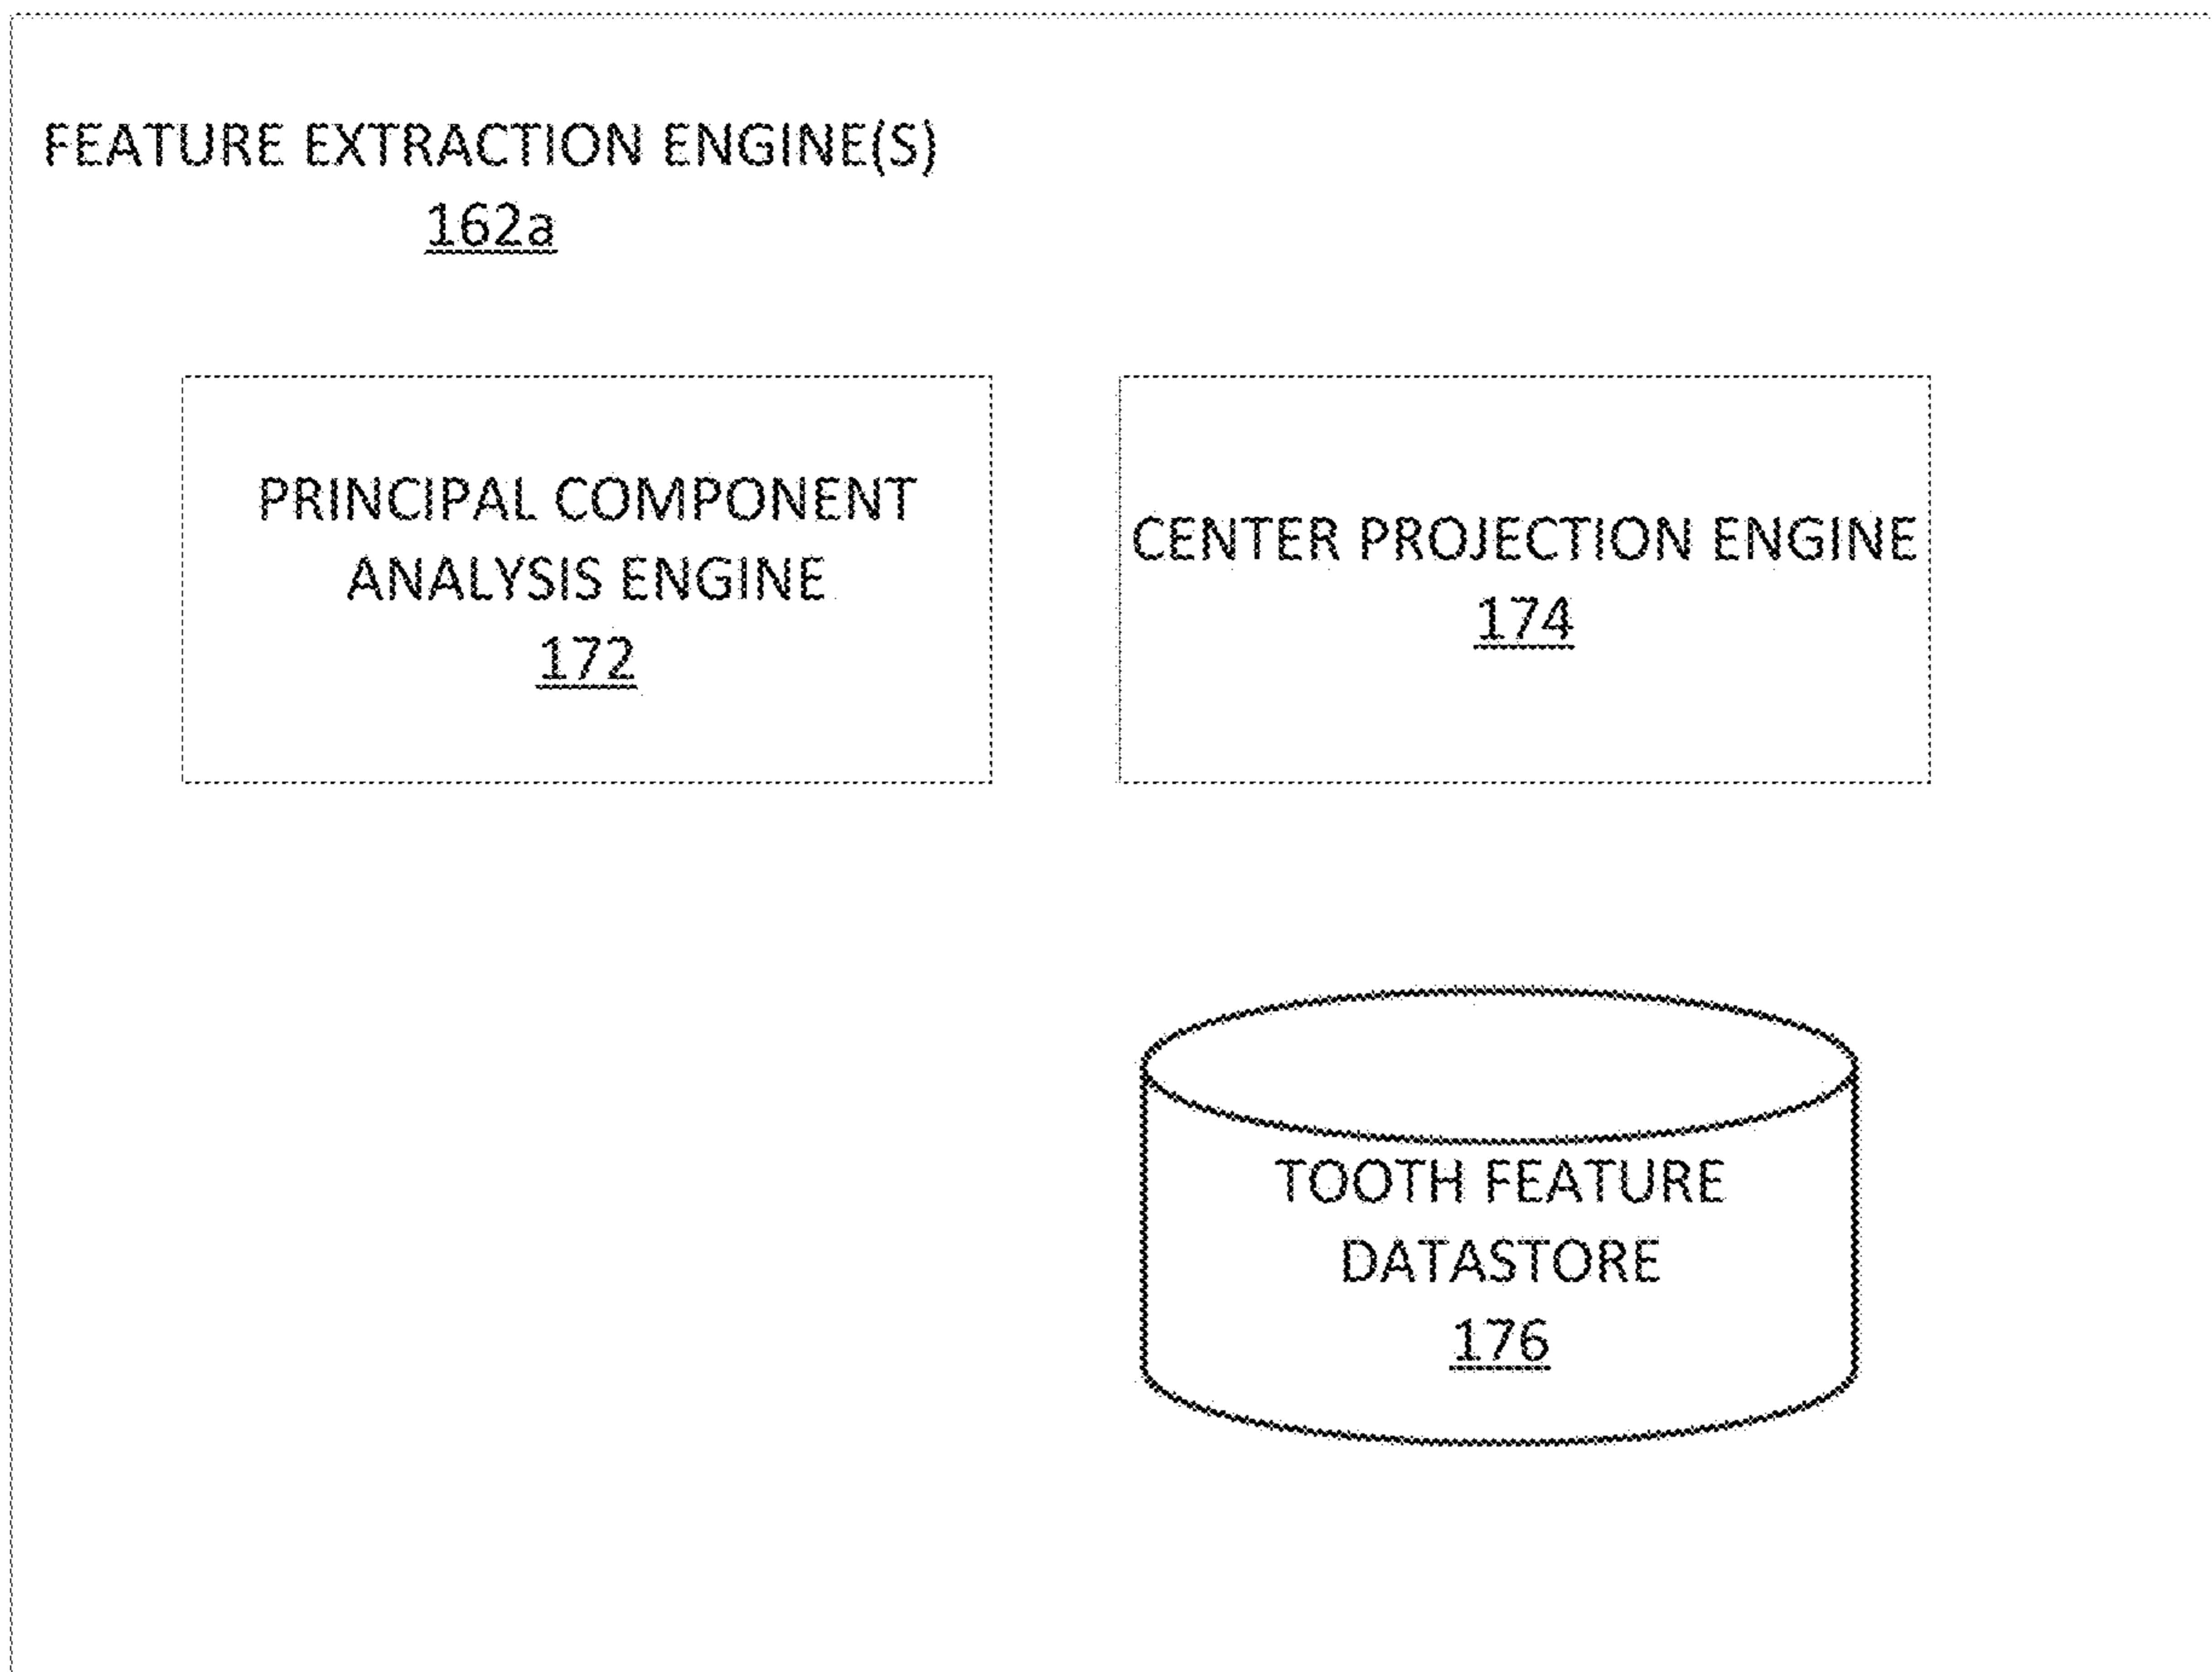 FEATURE EXTRACTION ENGINE(S)
162a
PRINCIPAL COMPONENT
ANALYSIS ENGINE
172
CENTER PROJECTION ENGINE
174
TOOTH FEATURE
DATASTORE
176